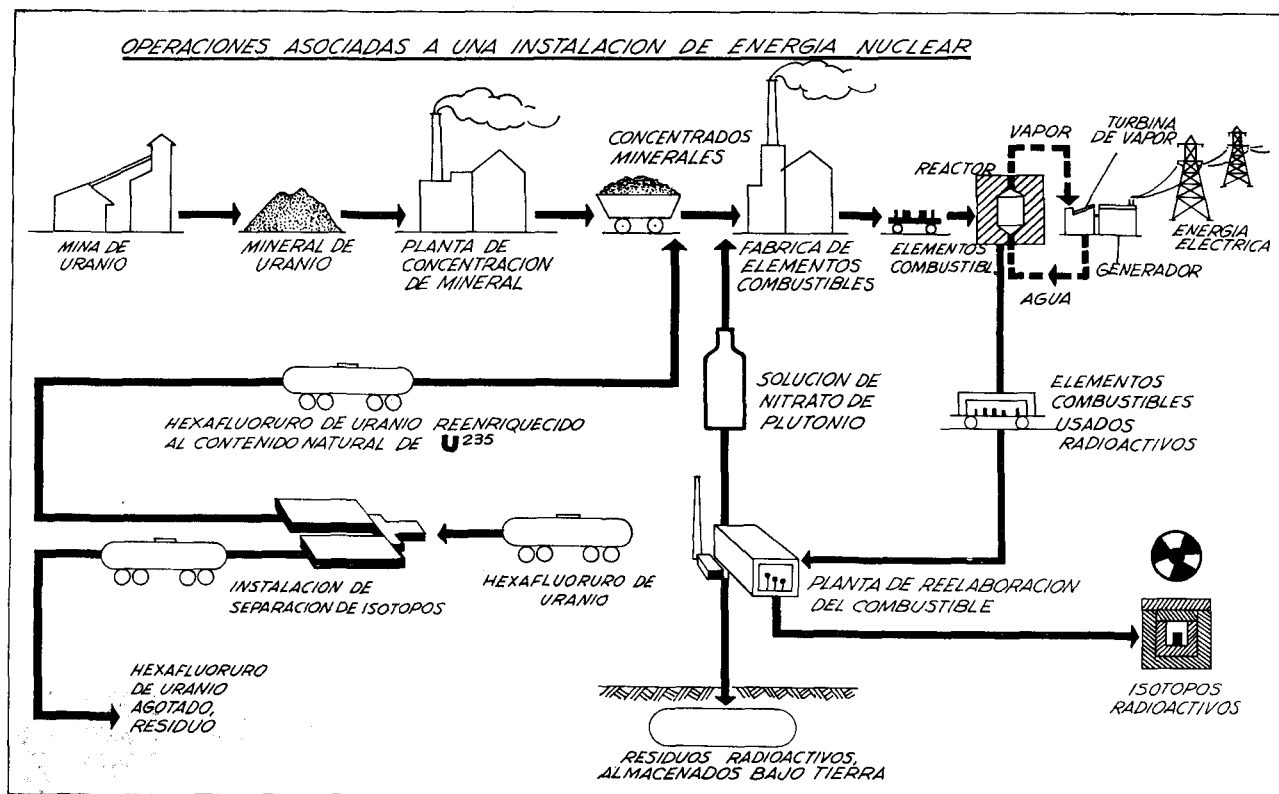 OPERACIONES ASOCIADAS A UNA INSTALACION DE ENERGIA NUCLEAR
MINA DE
URANIO
MINERAL DE
URANIO
PLANTA DE
CONCENTRACION
DE MINERAL
CONCENTRADOS
MINERALES
FABRICA DE
ELEMENTOS
COMBUSTIBLES
ELEMENTOS
COMBUSTIBL.
REACTOR
VAPOR
TURBINA
DE VAPOR
AGUA
GENERADOR
ENERGIA
ELECTRICA
HEXAFLUORURO DE URANIO REENRIQUECIDO
AL CONTENIDO NATURAL DE U235
SOLUCION DE
NITRATO DE
PLUTONIO
ELEMENTOS
COMBUSTIBLES
USADOS
RADIOACTIVOS
INSTALACION DE
SEPARACION DE ISOTOPOS
HEXAFLUORURO DE
URANIO
PLANTA DE REELABORACION
DEL COMBUSTIBLE
HEXAFLUORURO
DE URANIO
AGOTADO,
RESIDUO
RESIDUOS RADIOACTIVOS,
ALMACENADOS BAJO TIERRA
ISOTOPOS
RADIOACTIVOS